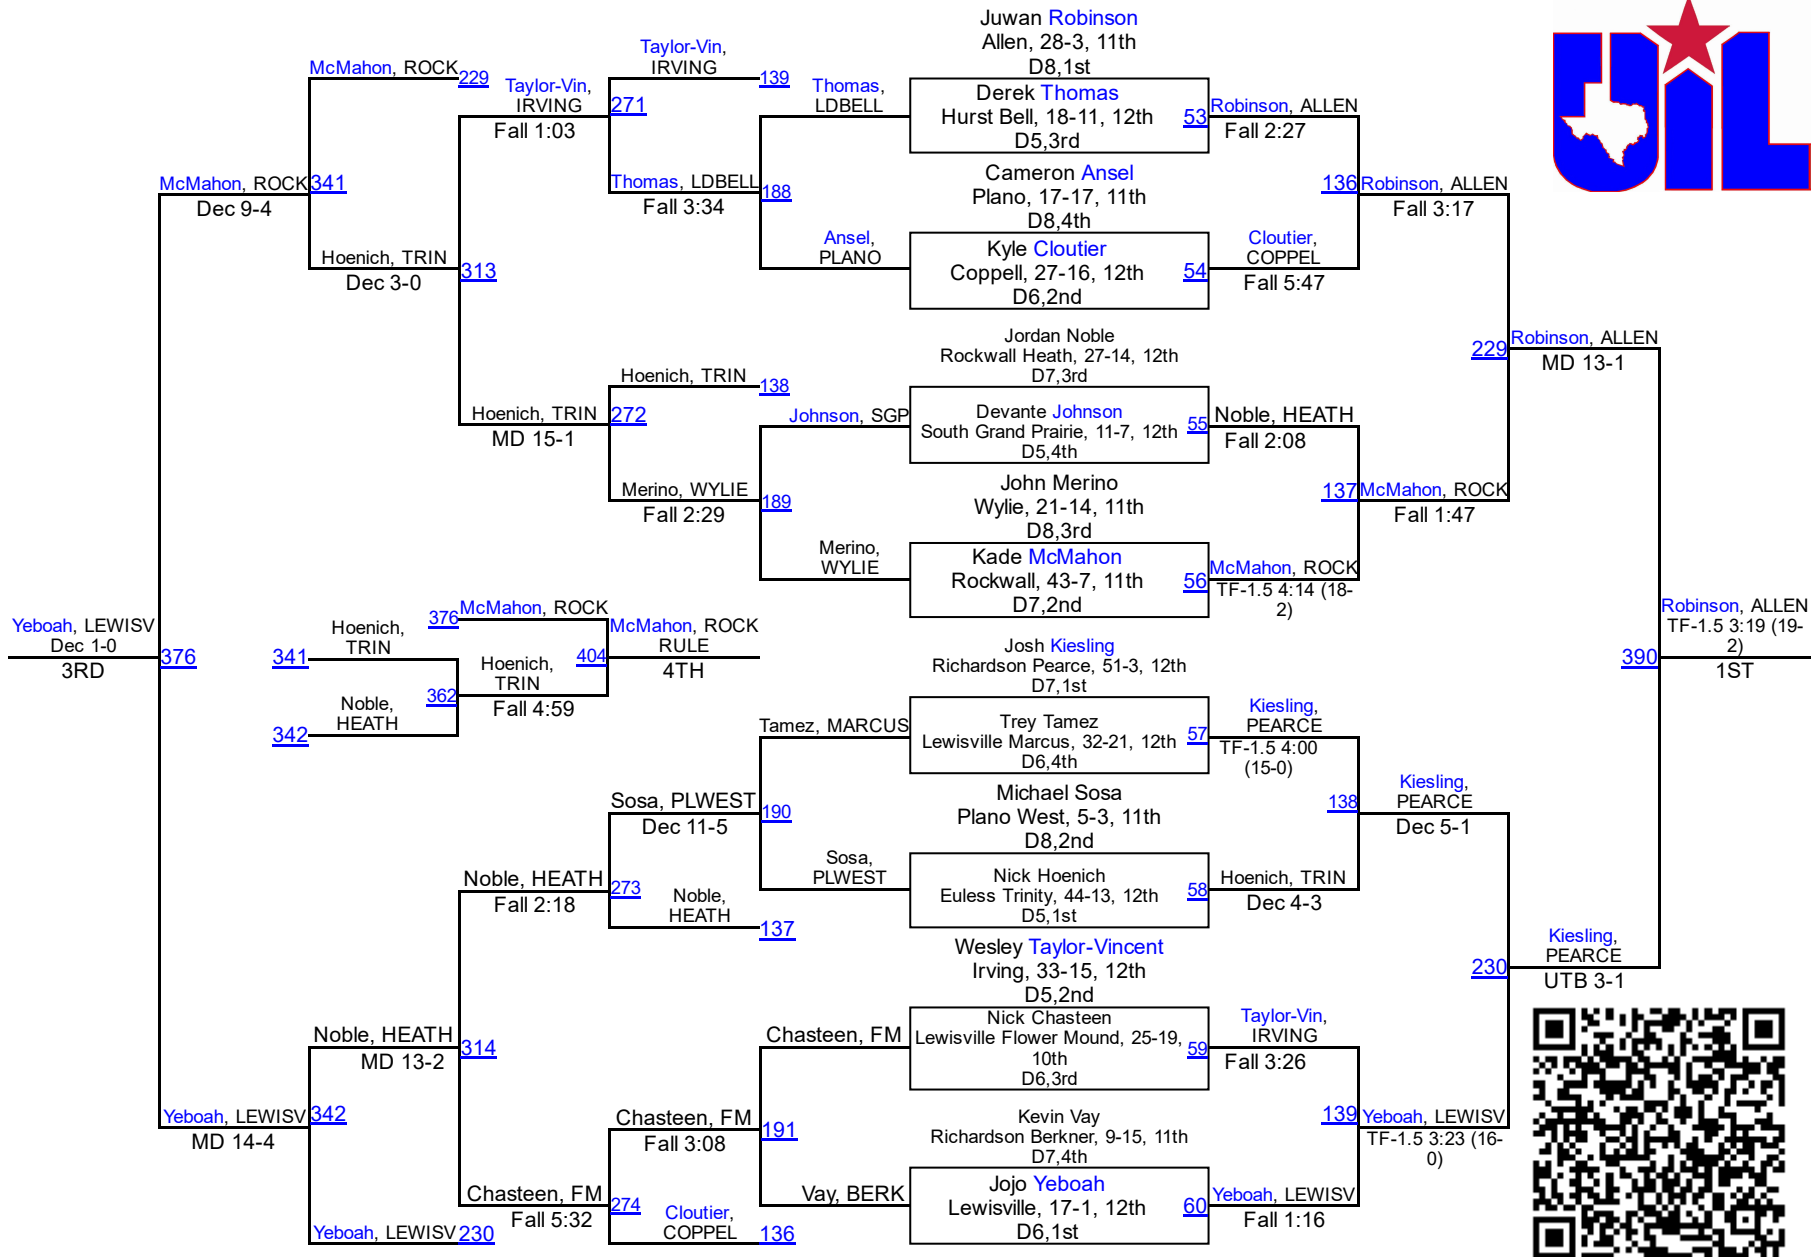 Juwan Robinson
Allen, 28-3, 11th
D8,1st
Derek Thomas
Hurst Bell, 18-11, 12th
D5,3rd
53
Cameron Ansel
Plano, 17-17, 11th
D8,4th
Kyle Cloutier
Coppell, 27-16, 12th
D6,2nd
54
Jordan Noble
Rockwall Heath, 27-14, 12th
D7,3rd
Devante Johnson
South Grand Prairie, 11-7, 12th
D5,4th
55
John Merino
Wylie, 21-14, 11th
D8,3rd
Kade McMahon
Rockwall, 43-7, 11th
D7,2nd
56
Josh Kiesling
Richardson Pearce, 51-3, 12th
D7,1st
Trey Tamez
Lewisville Marcus, 32-21, 12th
D6,4th
57
Michael Sosa
Plano West, 5-3, 11th
D8,2nd
Nick Hoenich
Euless Trinity, 44-13, 12th
D5,1st
58
Wesley Taylor-Vincent
Irving, 33-15, 12th
D5,2nd
Nick Chasteen
Lewisville Flower Mound, 25-19,
10th
D6,3rd
59
Kevin Vay
Richardson Berkner, 9-15, 11th
D7,4th
Jojo Yeboah
Lewisville, 17-1, 12th
D6,1st
60
Robinson, ALLEN
Fall 2:27
136
Cloutier,
COPPEL
Fall 5:47
Noble, HEATH
Fall 2:08
137
McMahon, ROCK
TF-1.5 4:14 (18-
2)
Kiesling,
PEARCE
TF-1.5 4:00
(15-0)
138
Hoenich, TRIN
Dec 4-3
Taylor-Vin,
IRVING
Fall 3:26
139
Yeboah, LEWISV
Fall 1:16
Robinson, ALLEN
Fall 3:17
229
McMahon, ROCK
Fall 1:47
Kiesling,
PEARCE
Dec 5-1
230
Yeboah, LEWISV
TF-1.5 3:23 (16-
0)
Robinson, ALLEN
MD 13-1
390
Kiesling,
PEARCE
UTB 3-1
Robinson, ALLEN
TF-1.5 3:19 (19-
2)
1ST
UIL
Thomas,
LDBELL
188
Ansel,
PLANO
Johnson, SGP
189
Merino,
WYLIE
Tamez, MARCUS
190
Sosa,
PLWEST
Chasteen, FM
191
Vay, BERK
Taylor-Vin,
IRVING
139
271
Thomas, LDBELL
Fall 3:34
Hoenich, TRIN
138
272
Merino, WYLIE
Fall 2:29
Sosa, PLWEST
Dec 11-5
273
Noble,
HEATH
137
Chasteen, FM
Fall 3:08
274
Cloutier,
COPPEL
136
Taylor-Vin,
IRVING
Fall 1:03
313
Hoenich, TRIN
MD 15-1
Noble, HEATH
Fall 2:18
314
Chasteen, FM
Fall 5:32
McMahon, ROCK
229
341
Hoenich, TRIN
Dec 3-0
Noble, HEATH
MD 13-2
342
Yeboah, LEWISV
230
McMahon, ROCK
Dec 9-4
376
Yeboah, LEWISV
MD 14-4
Yeboah, LEWISV
Dec 1-0
3RD
341
Hoenich,
TRIN
362
342
Noble,
HEATH
376
McMahon, ROCK
404
Hoenich,
TRIN
Fall 4:59
McMahon, ROCK
RULE
4TH